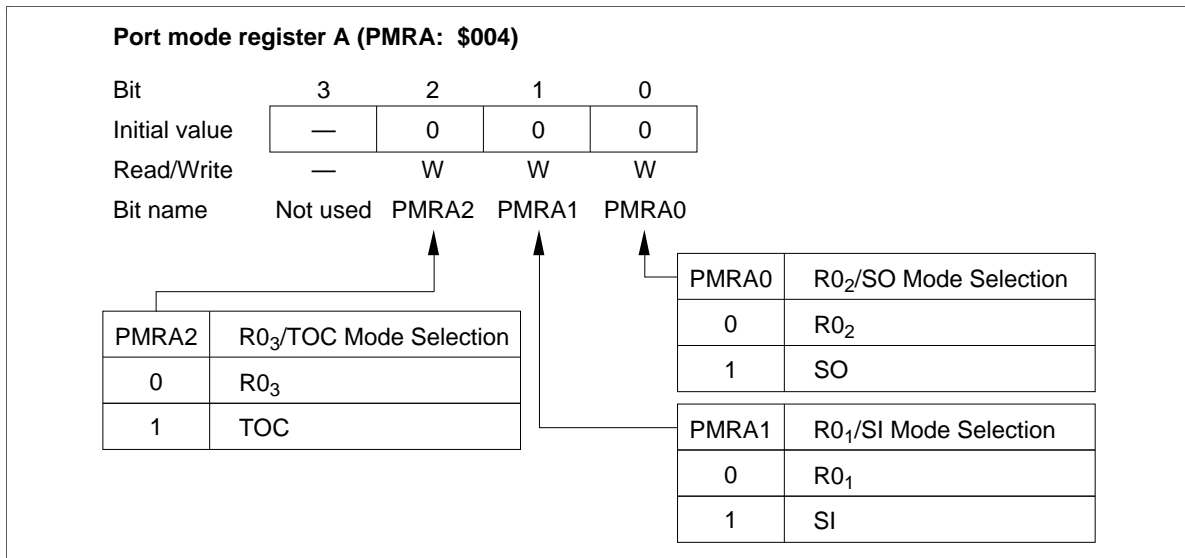 Port mode register A (PMRA: $004)
Bit 3 2 1 0
Initial value — 0 0 0
Read/Write — W W W
Bit name Not used PMRA2 PMRA1 PMRA0
PMRA0 R0₂/SO Mode Selection
0 R0₂
1 SO
PMRA2 R0₃/TOC Mode Selection
0 R0₃
1 TOC
PMRA1 R0₁/SI Mode Selection
0 R0₁
1 SI